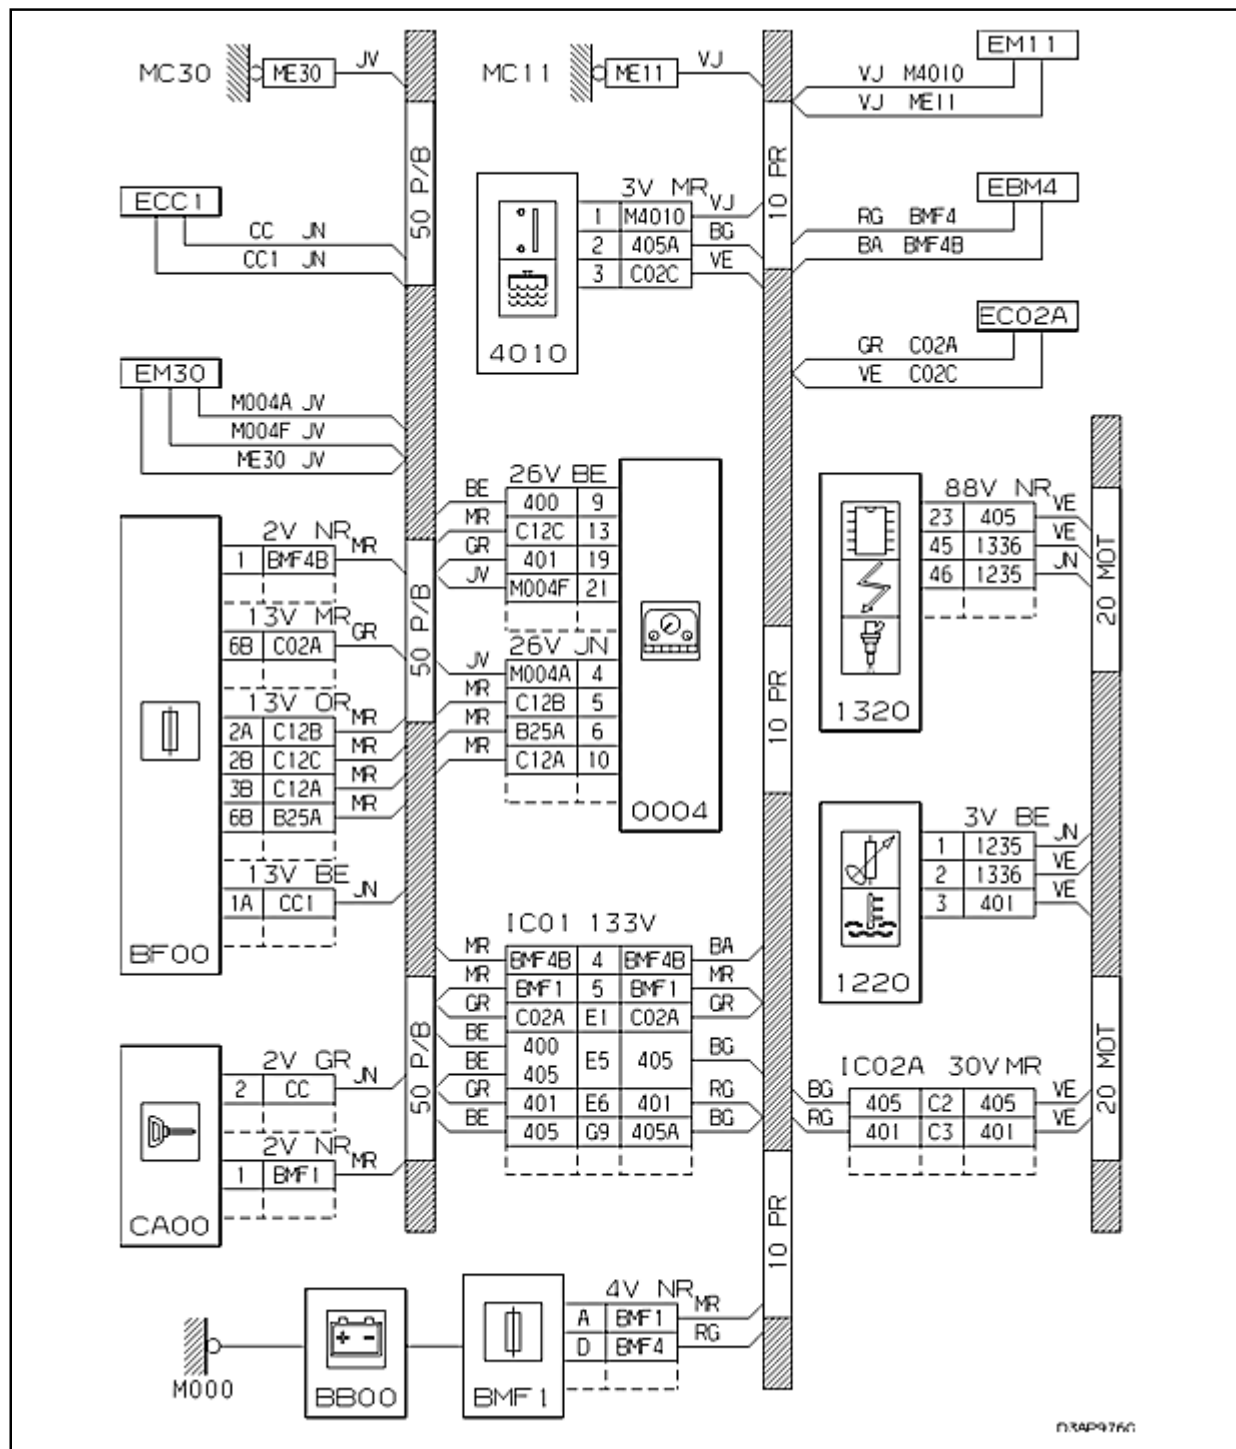 MC30 ME30 JV
MC11 ME11 VJ
EM11
VJ M4010
VJ ME11
50 P/B
10 PR
ECC1
CC JN
CC1 JN
3V MR
1 M4010 VJ
2 405A BG
3 C02C VE
4010
EBM4
RG BMF4
BA BMF4B
EC02A
GR C02A
VE C02C
EM30
M004A JV
M004F JV
ME30 JV
2V NR
1 BMF4B MR
13V MR
6B C02A GR
13V OR
2A C12B MR
2B C12C MR
3B C12A MR
6B B25A MR
13V BE
1A CC1 JN
BF00
50 P/B
26V BE
BE 400 9
MR C12C 13
GR 401 19
JV M004F 21
26V JN
JV M004A 4
MR C12B 5
MR B25A 6
MR C12A 10
0004
10 PR
88V NR
23 405 VE
45 1336 VE
46 1235 JN
1320
20 MOT
3V BE
1 1235 JN
2 1336 VE
3 401 VE
1220
IC01 133V
MR BMF4B 4 BMF4B BA
MR BMF1 5 BMF1 MR
GR C02A E1 C02A GR
BE 400 E5 405 BG
BE 405
GR 401 E6 401 RG
BE 405 G9 405A BG
50 P/B
2V GR
2 CC JN
2V NR
1 BMF1 MR
CA00
IC02A 30V MR
BG 405 C2 405 VE
RG 401 C3 401 VE
20 MOT
10 PR
4V NR
A BMF1 MR
D BMF4 RG
M000
BB00
BMF1
D3AP976G